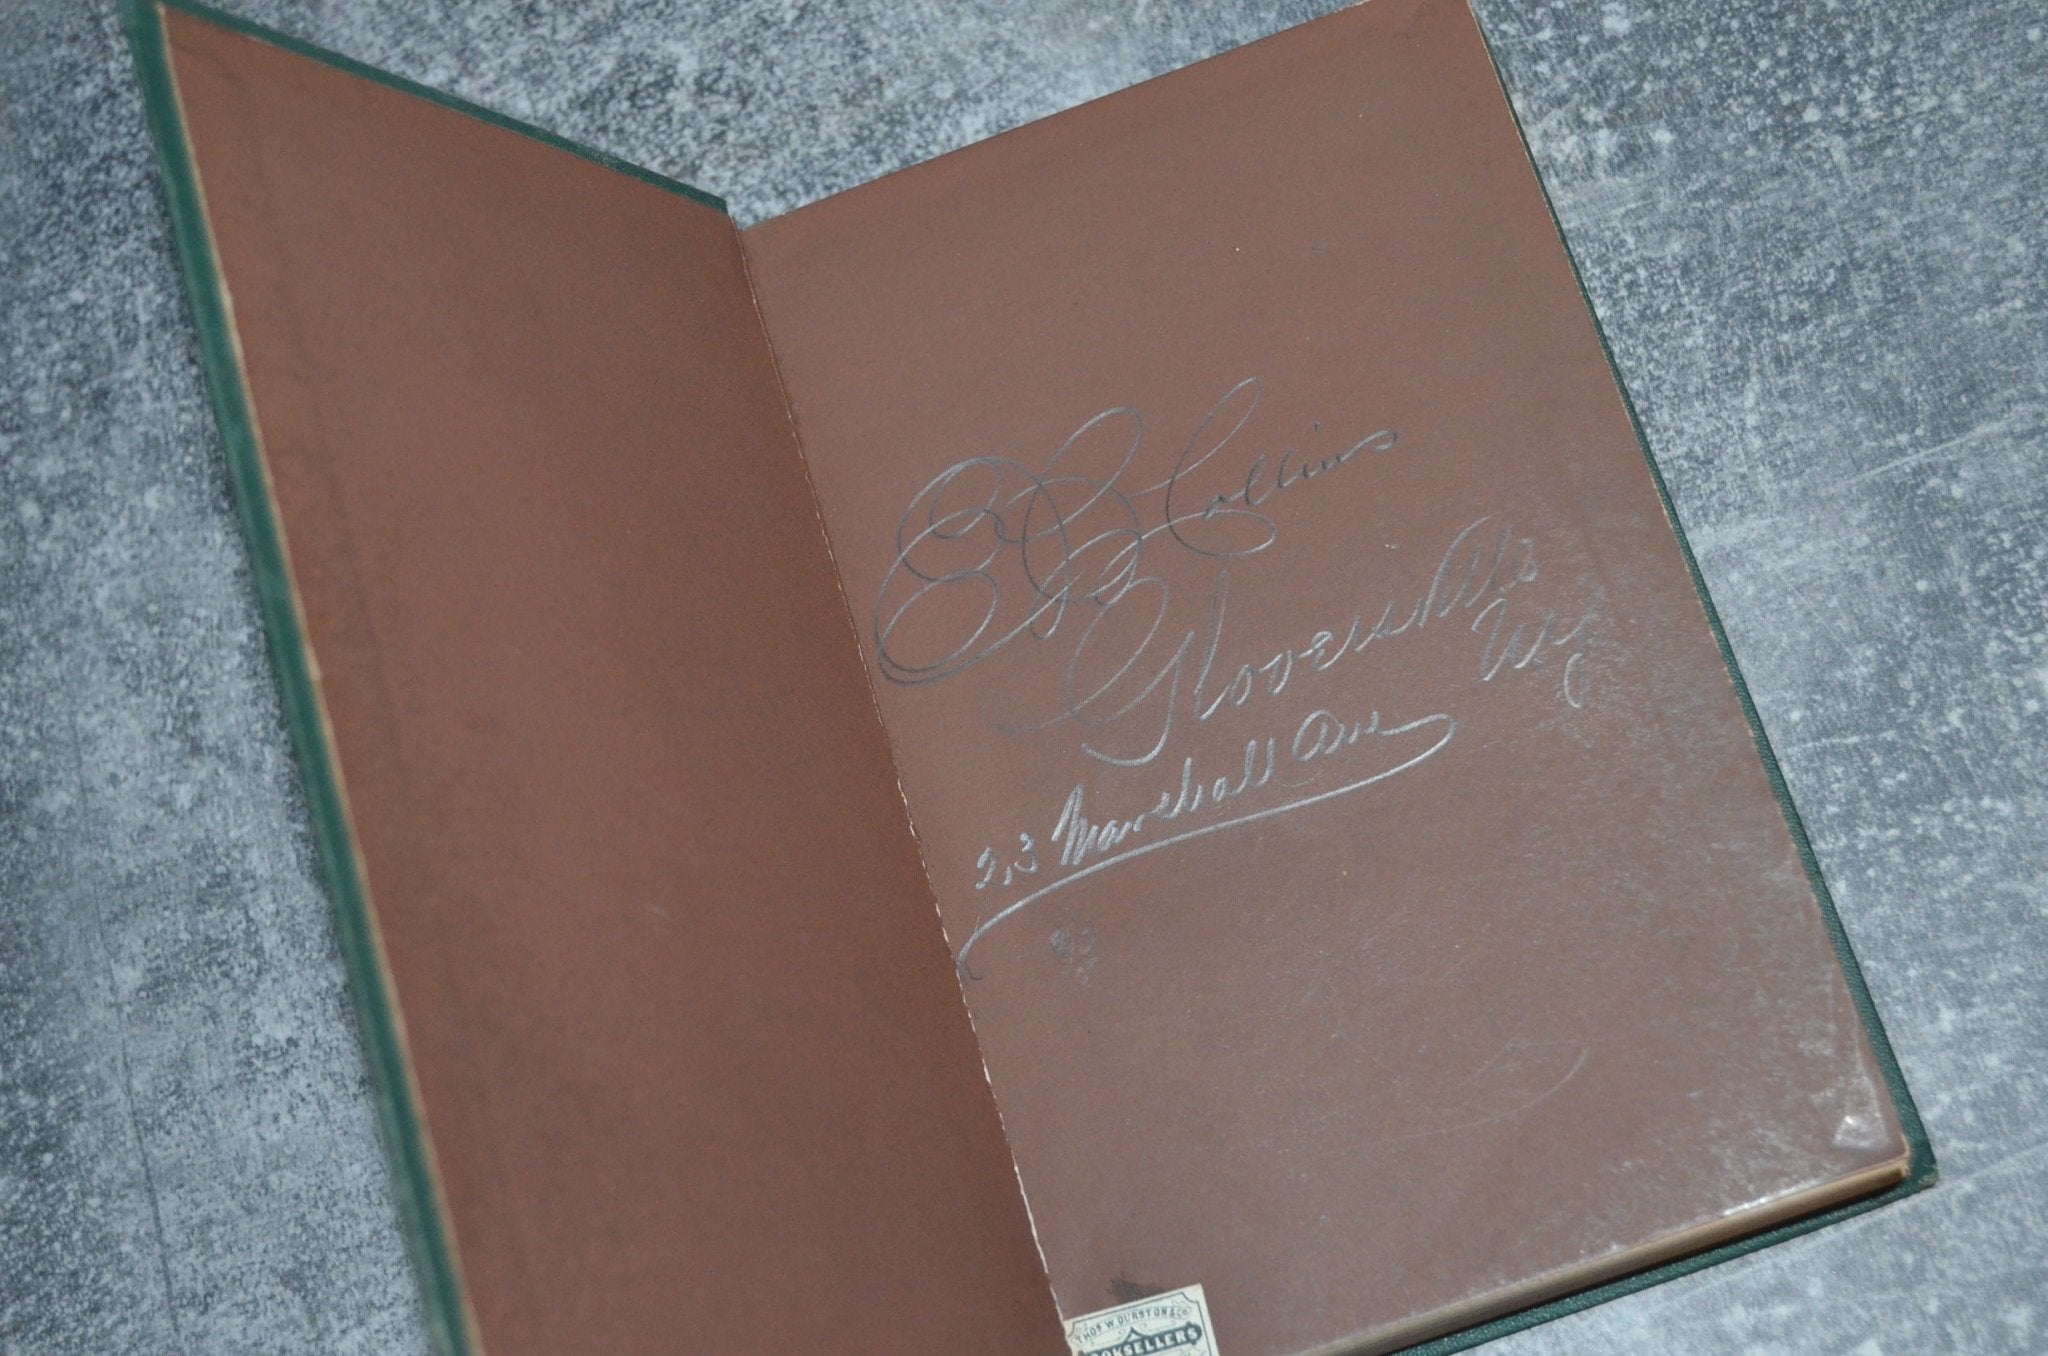 E B Collins
Gloversville
N.Y.
23 Marshall Ave
THOS W. DURSTON & CO.
BOOKSELLERS